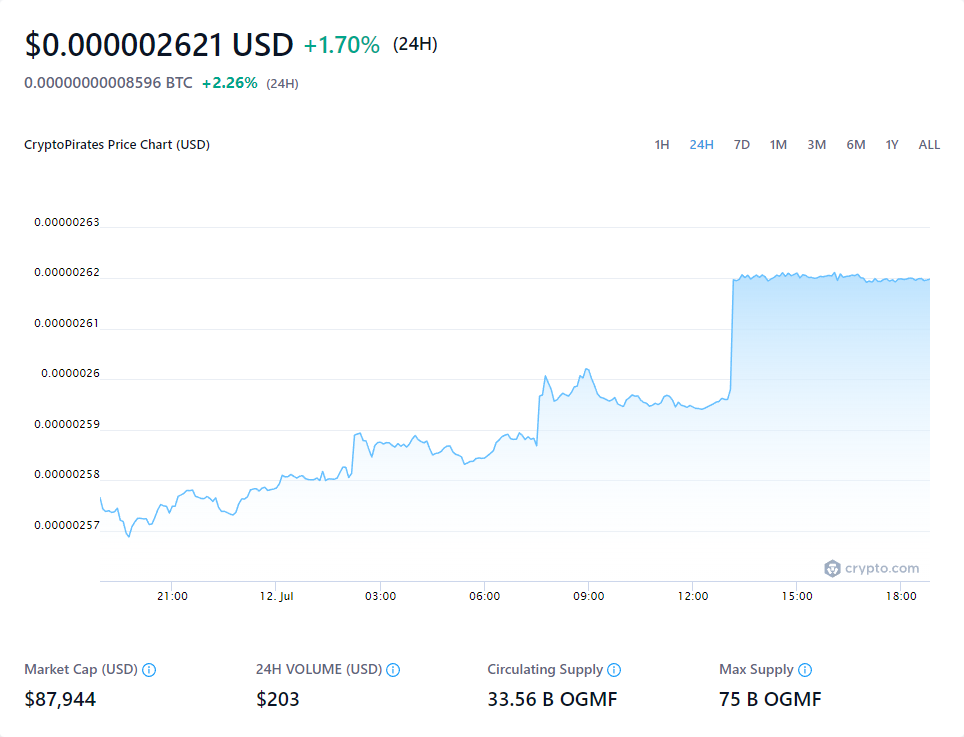 $0.000002621 USD +1.70% (24H)
0.00000000008596 BTC +2.26% (24H)
CryptoPirates Price Chart (USD) 1H 24H 7D 1M 3M 6M 1Y ALL
0.00000263
0.00000262
0.00000261
0.0000026
0.00000259
0.00000258
0.00000257
crypto.com
21:00 12. Jul 03:00 06:00 09:00 12:00 15:00 18:00
Market Cap (USD) 24H VOLUME (USD) Circulating Supply Max Supply
$87,944 $203 33.56 B OGMF 75 B OGMF